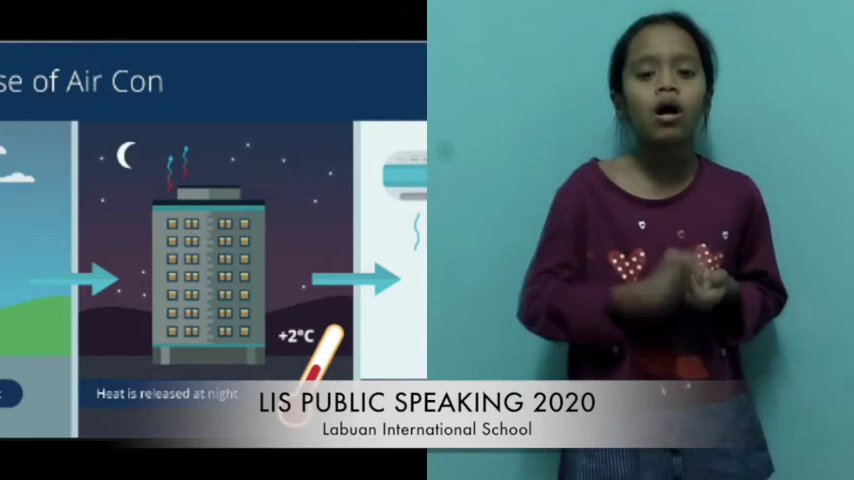 se of Air Con
+2°C
Heat is released at night
LIS PUBLIC SPEAKING 2020
Labuan International School